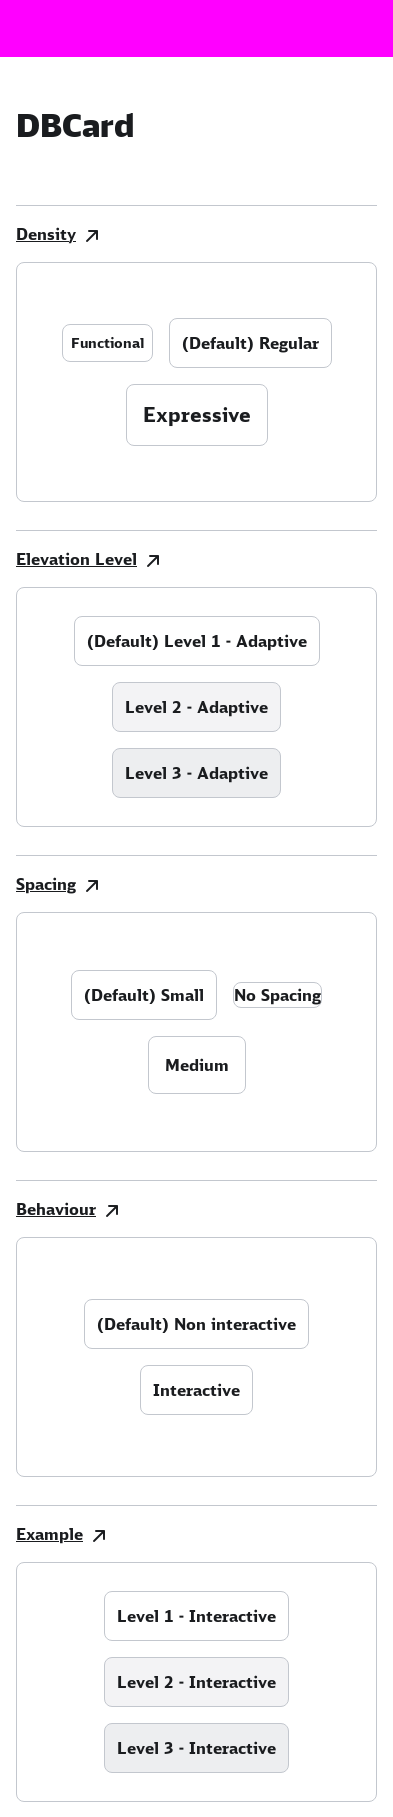 DBCard
Density
Functional
(Default) Regular
Expressive
Elevation Level
(Default) Level 1 - Adaptive
Level 2 - Adaptive
Level 3 - Adaptive
Spacing
(Default) Small
No Spacing
Medium
Behaviour
(Default) Non interactive
Interactive
Example
Level 1 - Interactive
Level 2 - Interactive
Level 3 - Interactive